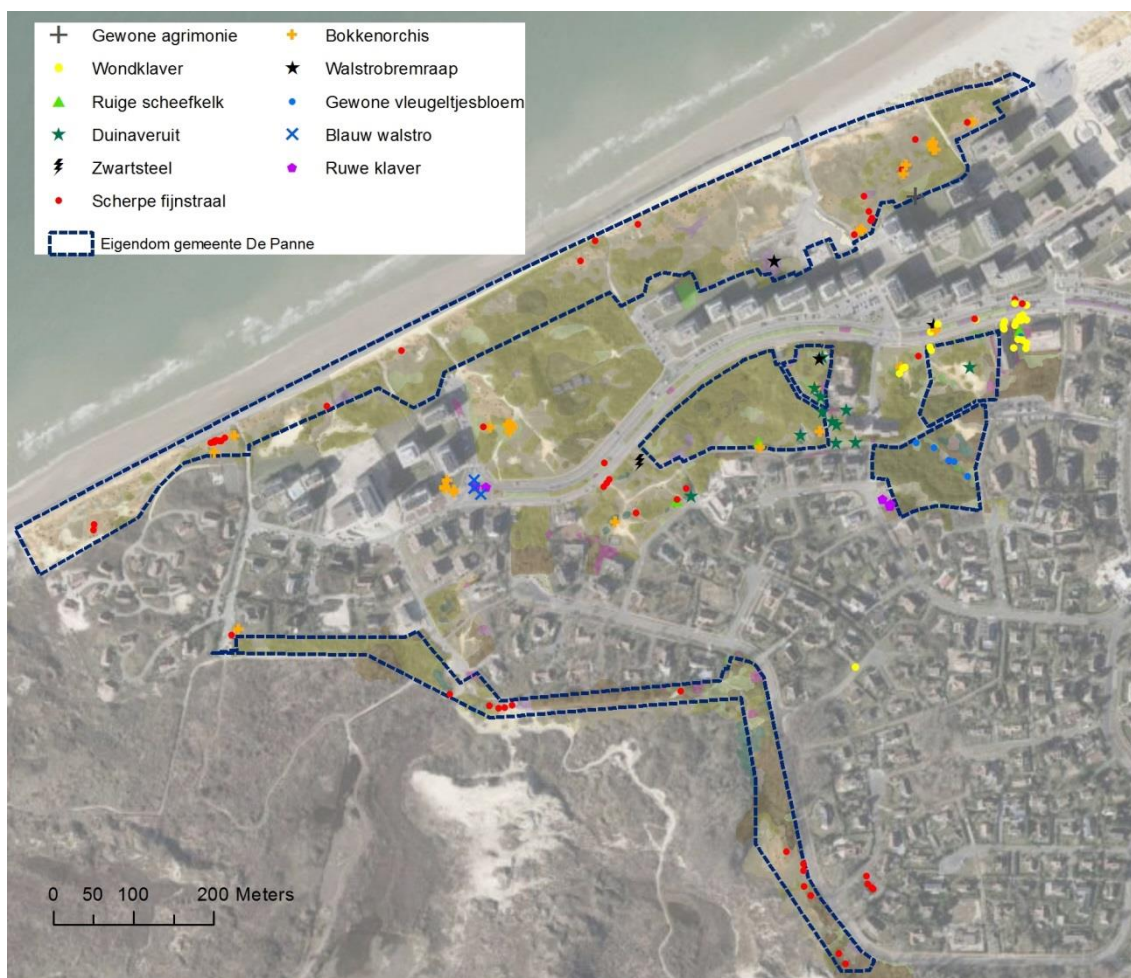 Gewone agrimonie
Wondklaver
Ruige scheefkelk
Duinaveruit
Zwartsteel
Scherpe fijnstraal
Bokkenorchis
Walstrobremraap
Gewone vleugeltjesbloem
Blauw walstro
Ruwe klaver
Eigendom gemeente De Panne
0 50 100 200 Meters